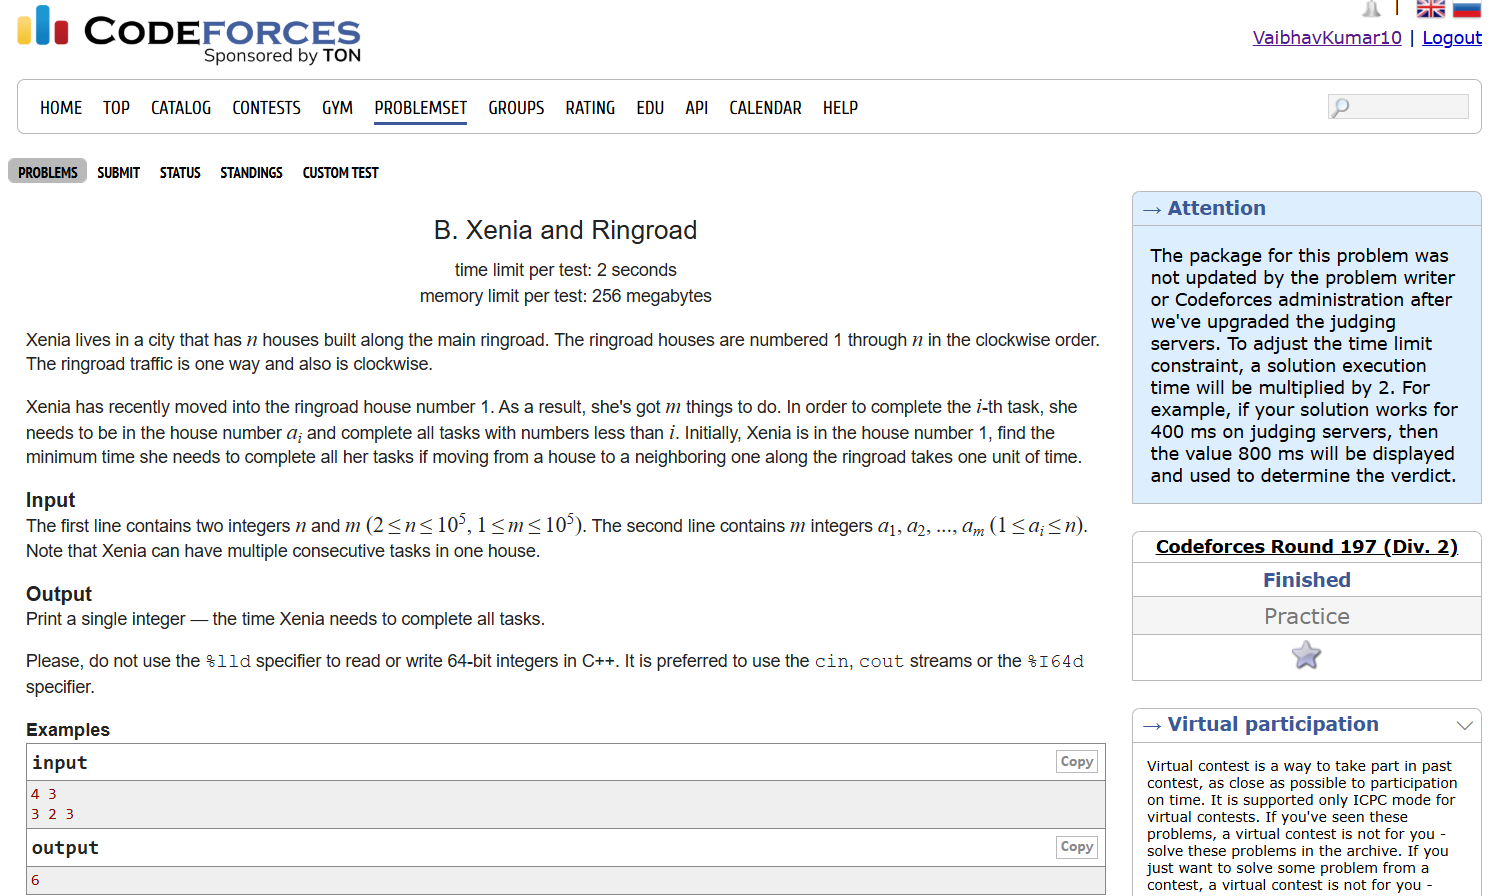 CODEFORCES
Sponsored by TON
|
VaibhavKumar10 | Logout
HOME TOP CATALOG CONTESTS GYM PROBLEMSET GROUPS RATING EDU API CALENDAR HELP
PROBLEMS SUBMIT STATUS STANDINGS CUSTOM TEST
B. Xenia and Ringroad
time limit per test: 2 seconds
memory limit per test: 256 megabytes
Xenia lives in a city that has n houses built along the main ringroad. The ringroad houses are numbered 1 through n in the clockwise order.
The ringroad traffic is one way and also is clockwise.
Xenia has recently moved into the ringroad house number 1. As a result, she's got m things to do. In order to complete the i-th task, she
needs to be in the house number aᵢ and complete all tasks with numbers less than i. Initially, Xenia is in the house number 1, find the
minimum time she needs to complete all her tasks if moving from a house to a neighboring one along the ringroad takes one unit of time.
Input
The first line contains two integers n and m (2 ≤ n ≤ 10⁵, 1 ≤ m ≤ 10⁵). The second line contains m integers a₁, a₂, ..., aₘ (1 ≤ aᵢ ≤ n).
Note that Xenia can have multiple consecutive tasks in one house.
Output
Print a single integer — the time Xenia needs to complete all tasks.
Please, do not use the %lld specifier to read or write 64-bit integers in C++. It is preferred to use the cin, cout streams or the %I64d
specifier.
Examples
input
Copy
4 3
3 2 3
output
Copy
6
→ Attention
The package for this problem was
not updated by the problem writer
or Codeforces administration after
we've upgraded the judging
servers. To adjust the time limit
constraint, a solution execution
time will be multiplied by 2. For
example, if your solution works for
400 ms on judging servers, then
the value 800 ms will be displayed
and used to determine the verdict.
Codeforces Round 197 (Div. 2)
Finished
Practice
→ Virtual participation
Virtual contest is a way to take part in past
contest, as close as possible to participation
on time. It is supported only ICPC mode for
virtual contests. If you've seen these
problems, a virtual contest is not for you -
solve these problems in the archive. If you
just want to solve some problem from a
contest, a virtual contest is not for you -